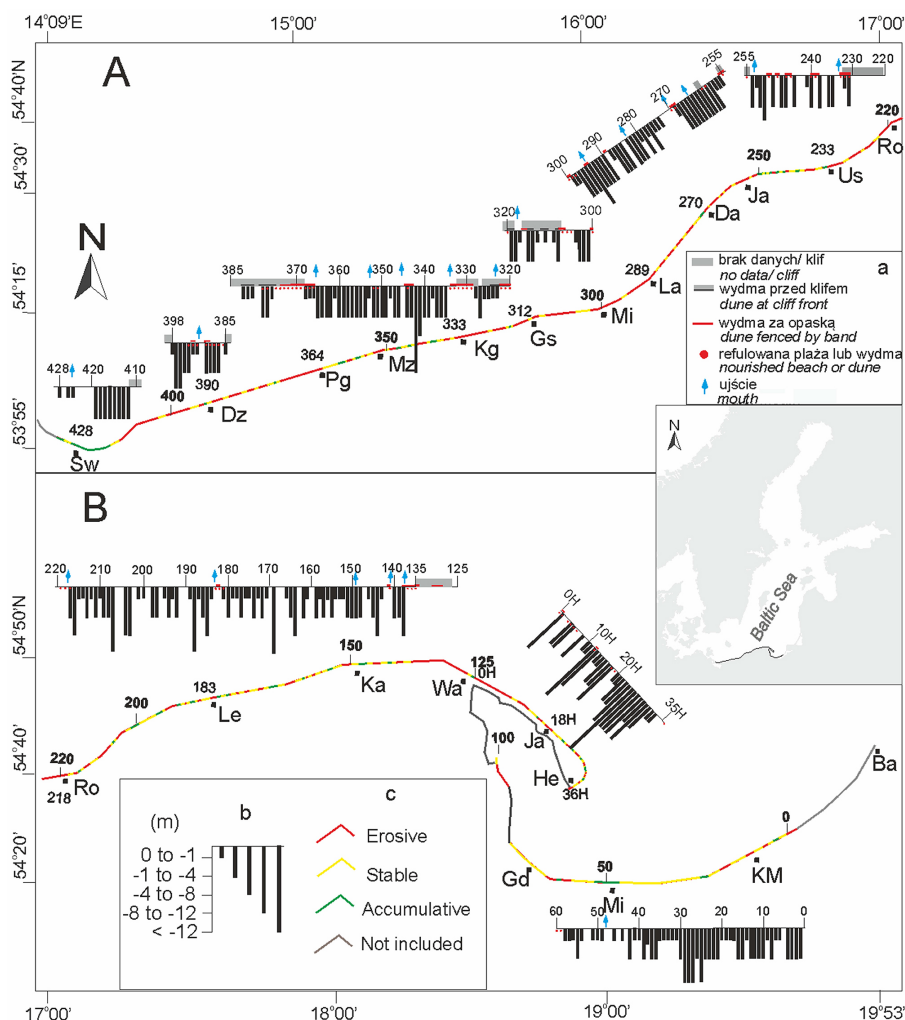 14°09'E 15°00' 16°00' 17°00'
A
54°40'N
54°30'
54°15'
53°55'
N
255 240 230 220
255
270
280
290
300
320 300
385 370 360 350 340 330 320
398 385
390
428 420 410
220
Ro
233
Us
250
Ja
270
Da
289
La
300
Mi
312
Gs
333
Kg
350
Mz
364
Pg
400
Dz
428
Sw
a
brak danych/ klif
no data/ cliff
wydma przed klifem
dune at cliff front
wydma za opaską
dune fenced by band
refulowana plaża lub wydma
nourished beach or dune
ujście
mouth
N
Baltic Sea
B
54°50'N
54°40'
54°20'
220 210 200 190 180 170 160 150 140 135 125
0H
10H
20H
35H
150
Ka
125
0H
Wa
183
Le
200
220
Ro
218
18H
Ja
He
36H
100
Ba
0
KM
50
Mi
Gd
60 50 40 30 20 10 0
b
(m)
0 to -1
-1 to -4
-4 to -8
-8 to -12
< -12
c
Erosive
Stable
Accumulative
Not included
17°00' 18°00' 19°00' 19°53'